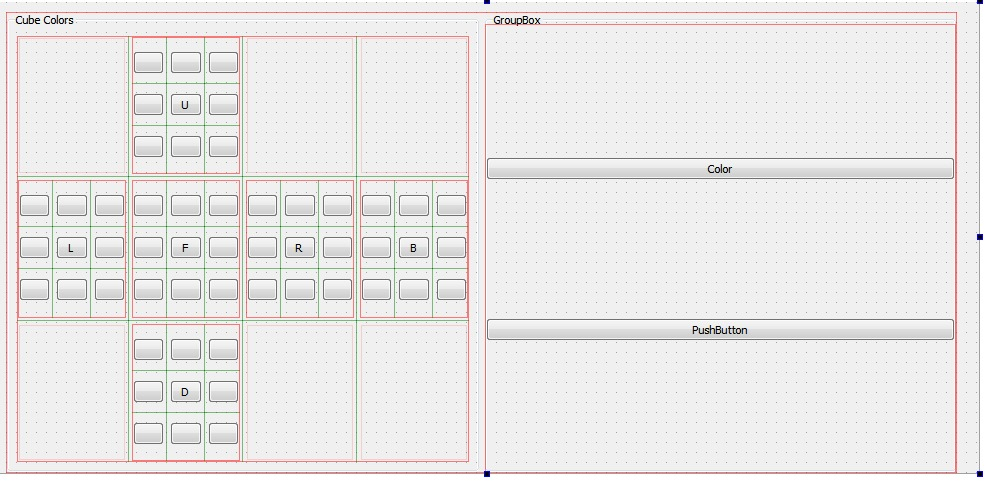 Cube Colors
GroupBox
U
L F R B
D
Color
PushButton